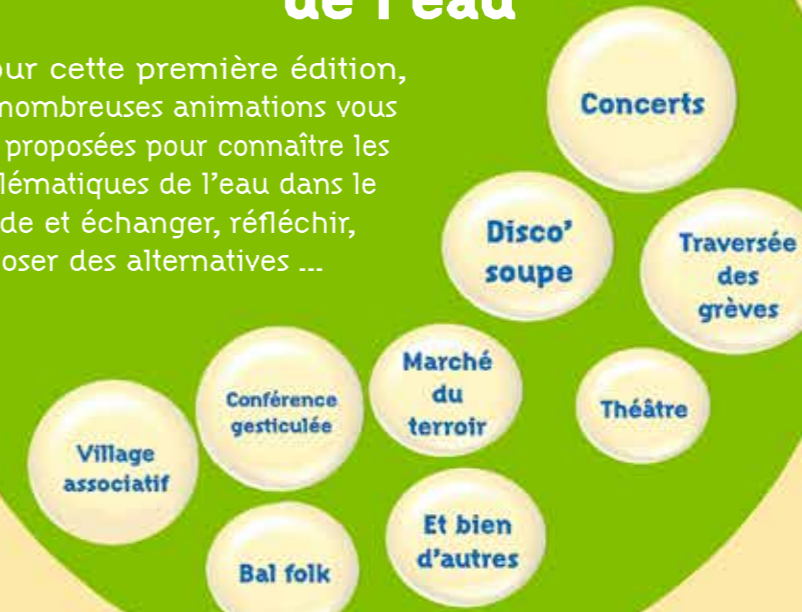 de l'eau
our cette première édition,
nombreuses animations vous
proposées pour connaître les
lématiques de l'eau dans le
de et échanger, réfléchir,
oser des alternatives ...
Concerts
Disco'
soupe
Traversée
des
grèves
Marché
du
terroir
Théâtre
Conférence
gesticulée
Village
associatif
Et bien
d'autres
Bal folk